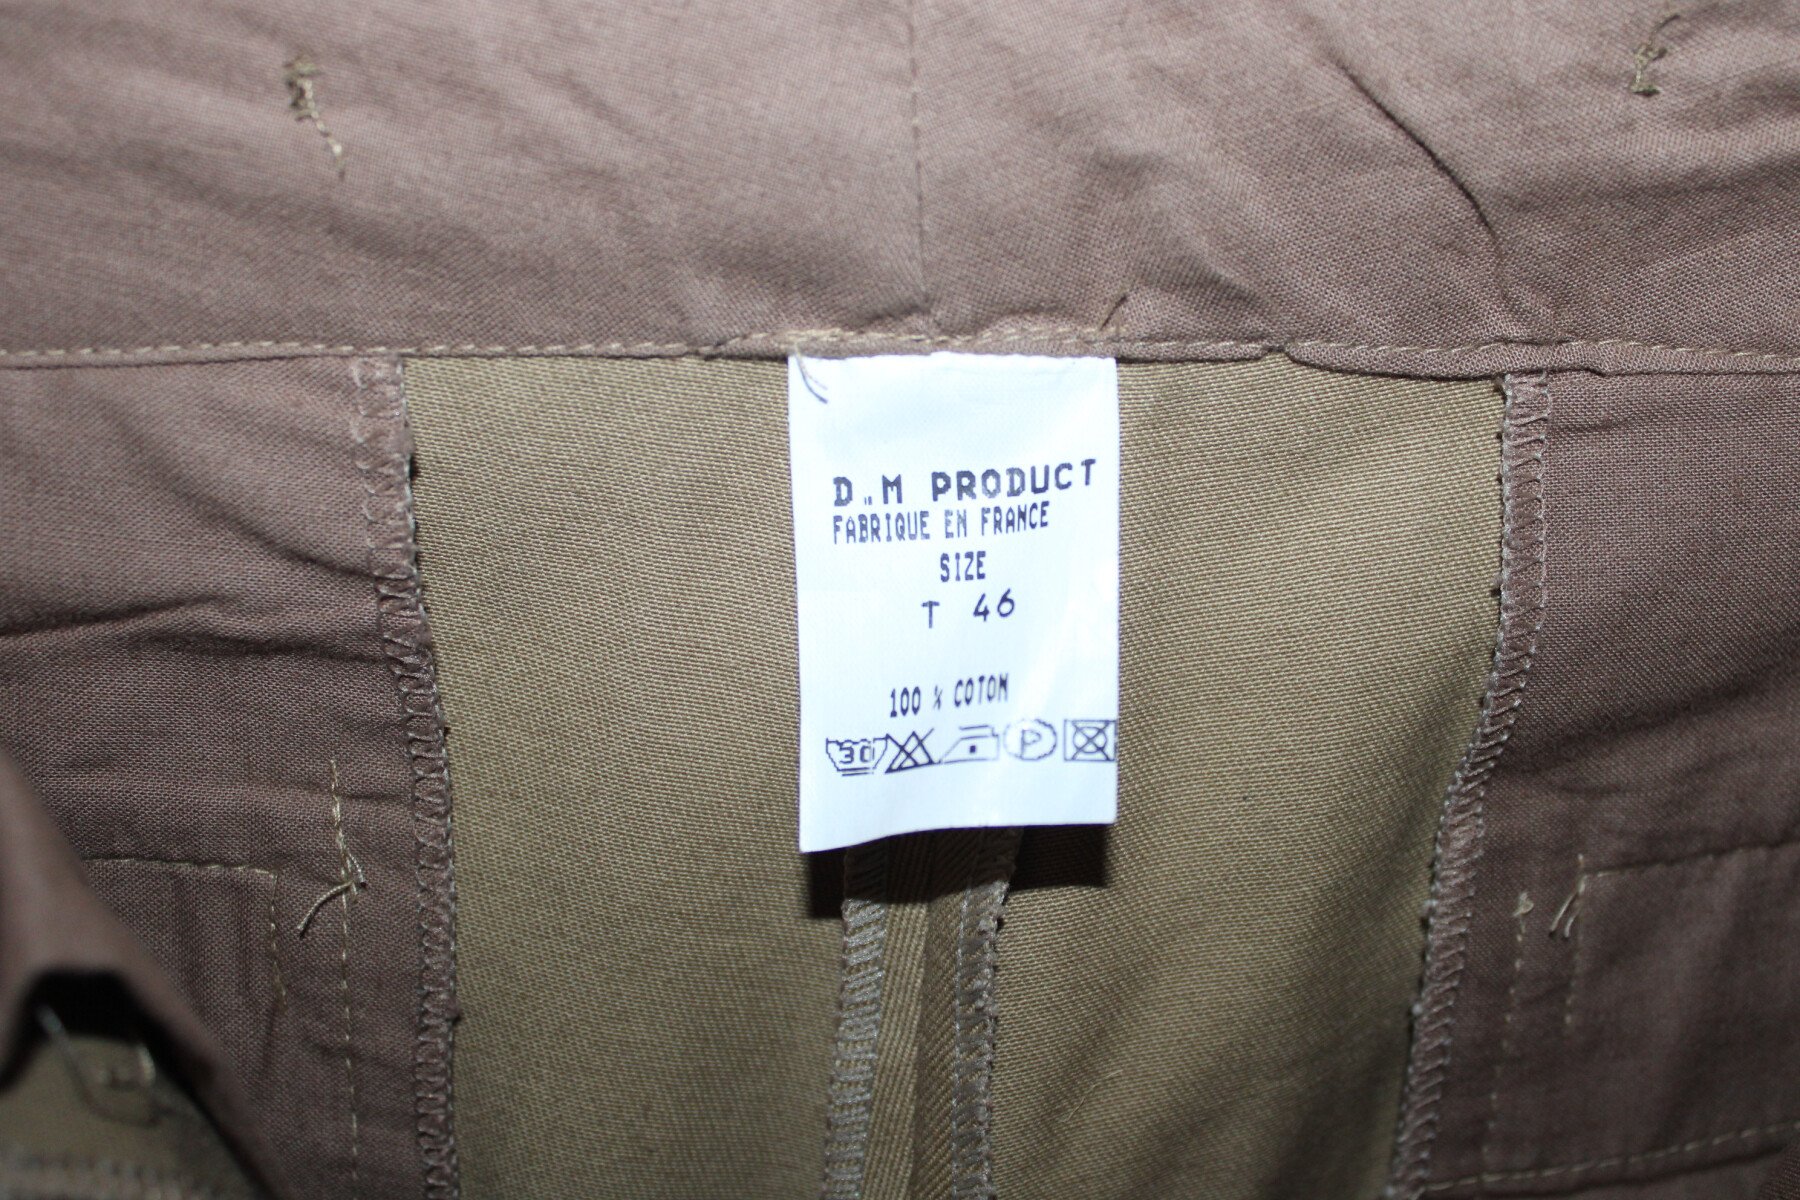 D..M PRODUCT
FABRIQUE EN FRANCE
SIZE
T 46
100 % COTON
30 P